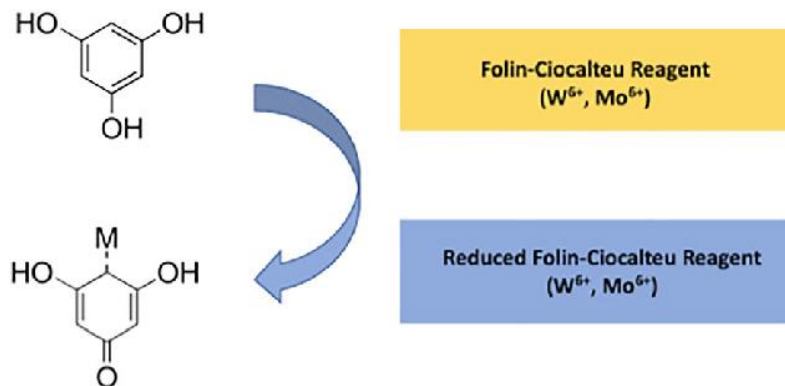 HO OH
OH
Folin-Ciocalteu Reagent
(W⁶⁺, Mo⁶⁺)
M
HO OH
O
Reduced Folin-Ciocalteu Reagent
(W⁶⁺, Mo⁶⁺)